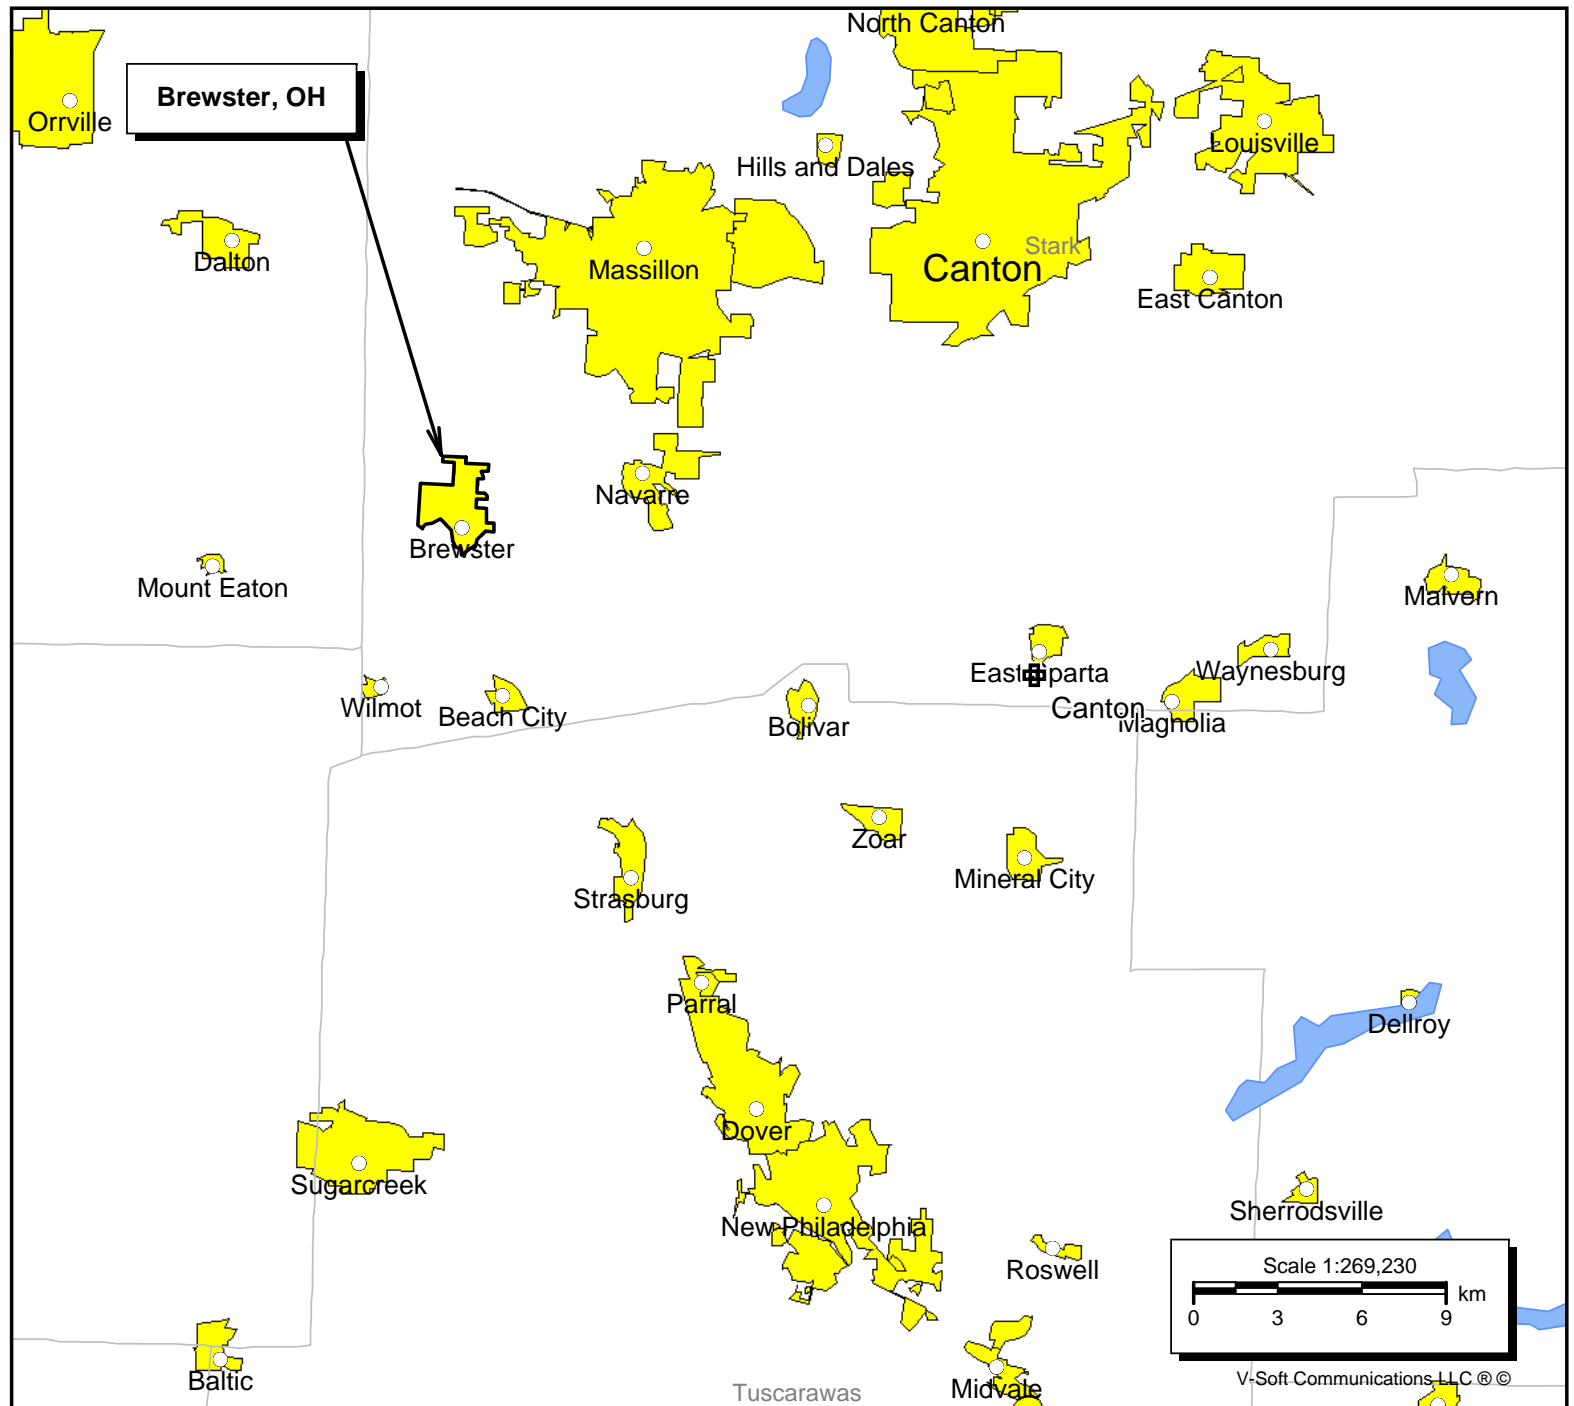 North Canton
Brewster, OH
Orrville
Louisville
Hills and Dales
Stark
Dalton
Massillon
Canton
East Canton
Navarre
Brewster
Mount Eaton
Malvern
East Sparta
Waynesburg
Wilmot
Beach City
Canton
Bolivar
Magnolia
Zoar
Mineral City
Strasburg
Parral
Dellroy
Dover
Sugarcreek
Sherrodsville
New Philadelphia
Roswell
Scale 1:269,230
km
0 3 6 9
V-Soft Communications LLC ® ©
Baltic
Midvale
Tuscarawas